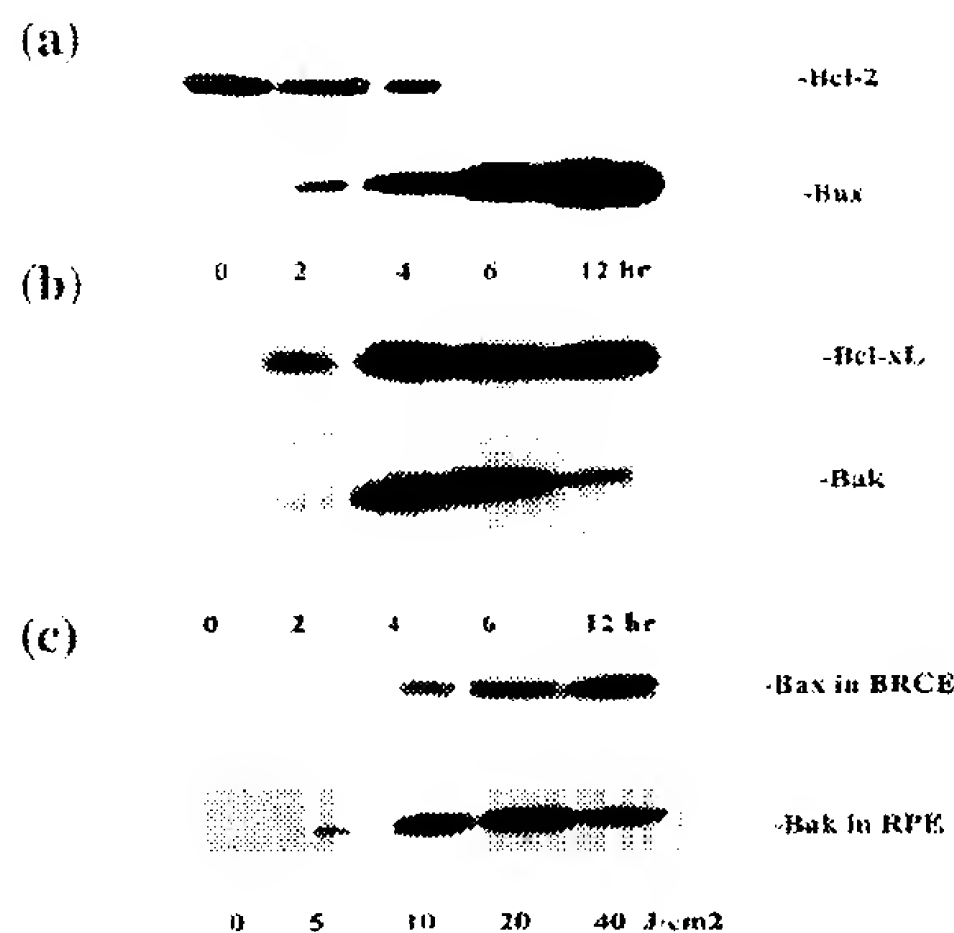 (a)
-Bcl-2
-Bax
0 2 4 6 12 hr
(b)
-Bcl-xL
-Bak
0 2 4 6 12 hr
(c)
-Bax in BRCE
-Bak in RPE
0 5 10 20 40 J/cm2